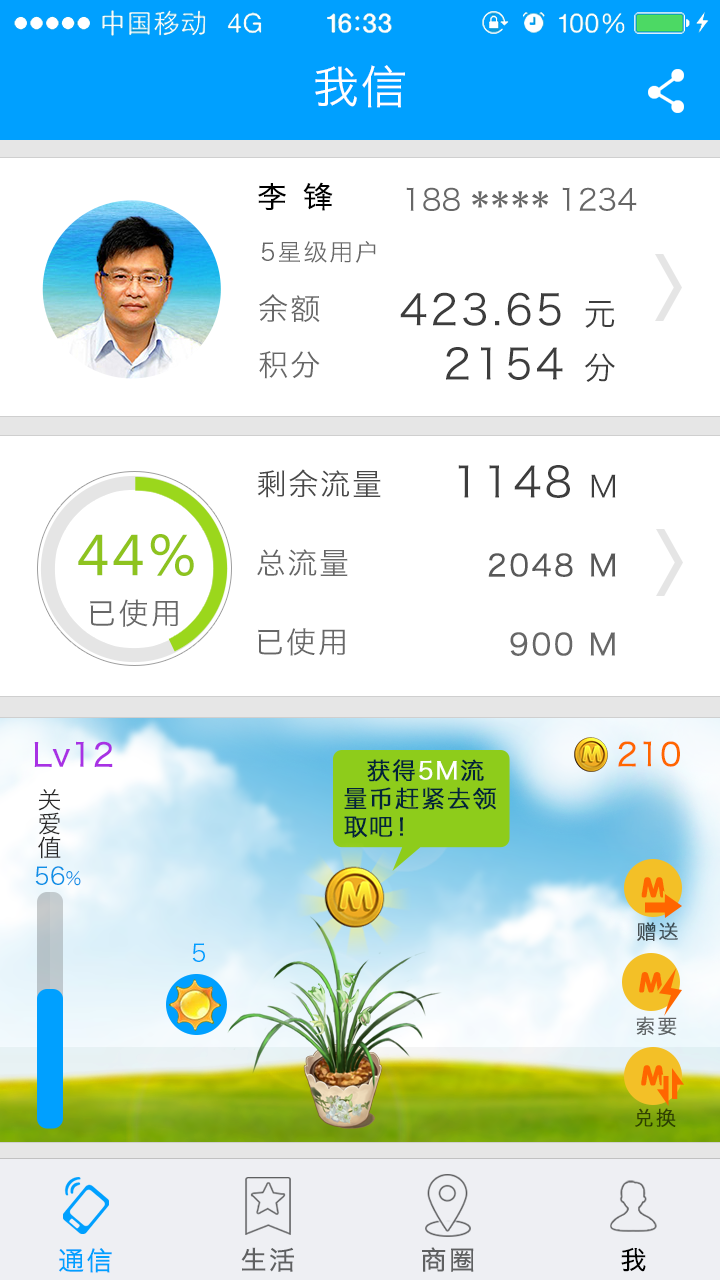 中国移动 4G 16:33 100%
我信
李 锋 188 **** 1234
5星级用户
余额 423.65 元
积分 2154 分
剩余流量 1148 M
44%
已使用
总流量 2048 M
已使用 900 M
Lv12
210
关爱值
56%
获得5M流
量币赶紧去领
取吧!
M
5
M
赠送
M
索要
M
兑换
通信 生活 商圈 我